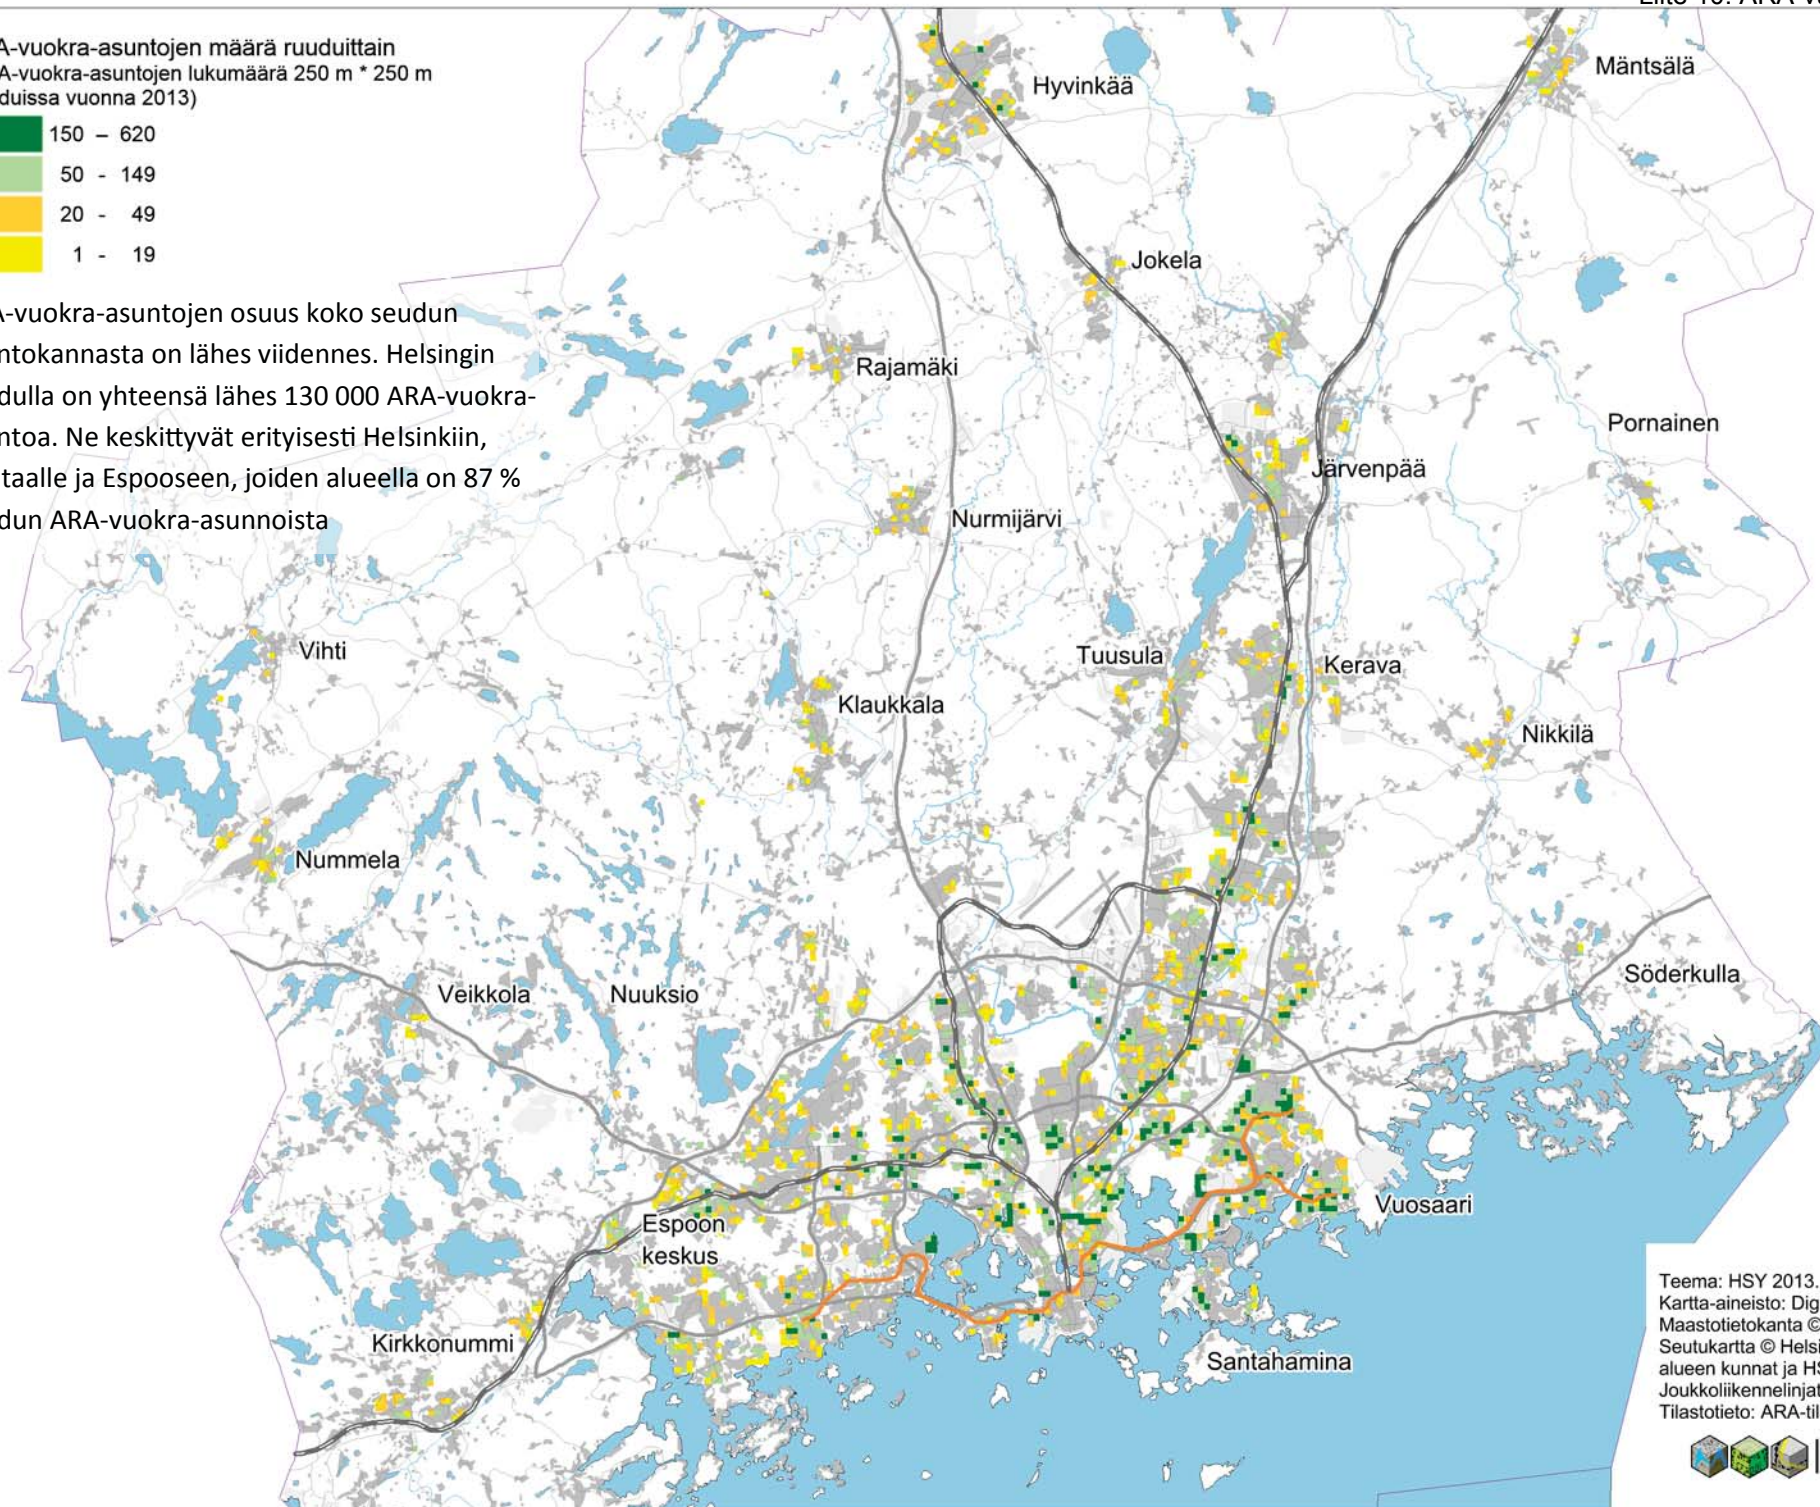 A-vuokra-asuntojen määrä ruuduittain
A-vuokra-asuntojen lukumäärä 250 m * 250 m
duissa vuonna 2013)
150 – 620
50 - 149
20 - 49
1 - 19
A-vuokra-asuntojen osuus koko seudun
ntokannasta on lähes viidennes. Helsingin
dulla on yhteensä lähes 130 000 ARA-vuokra-
ntoa. Ne keskittyvät erityisesti Helsinkiin,
taalle ja Espooseen, joiden alueella on 87 %
dun ARA-vuokra-asunnoista
Hyvinkää
Mäntsälä
Jokela
Rajamäki
Pornainen
Järvenpää
Nurmijärvi
Vihti
Tuusula
Kerava
Klaukkala
Nikkilä
Nummela
Veikkola
Nuuksio
Söderkulla
Vuosaari
Espoon
keskus
Kirkkonummi
Santahamina
Teema: HSY 2013.
Kartta-aineisto: Dig
Maastotietokanta ©
Seutukartta © Helsi
alueen kunnat ja HS
Joukkoliikennelinjat
Tilastotieto: ARA-til